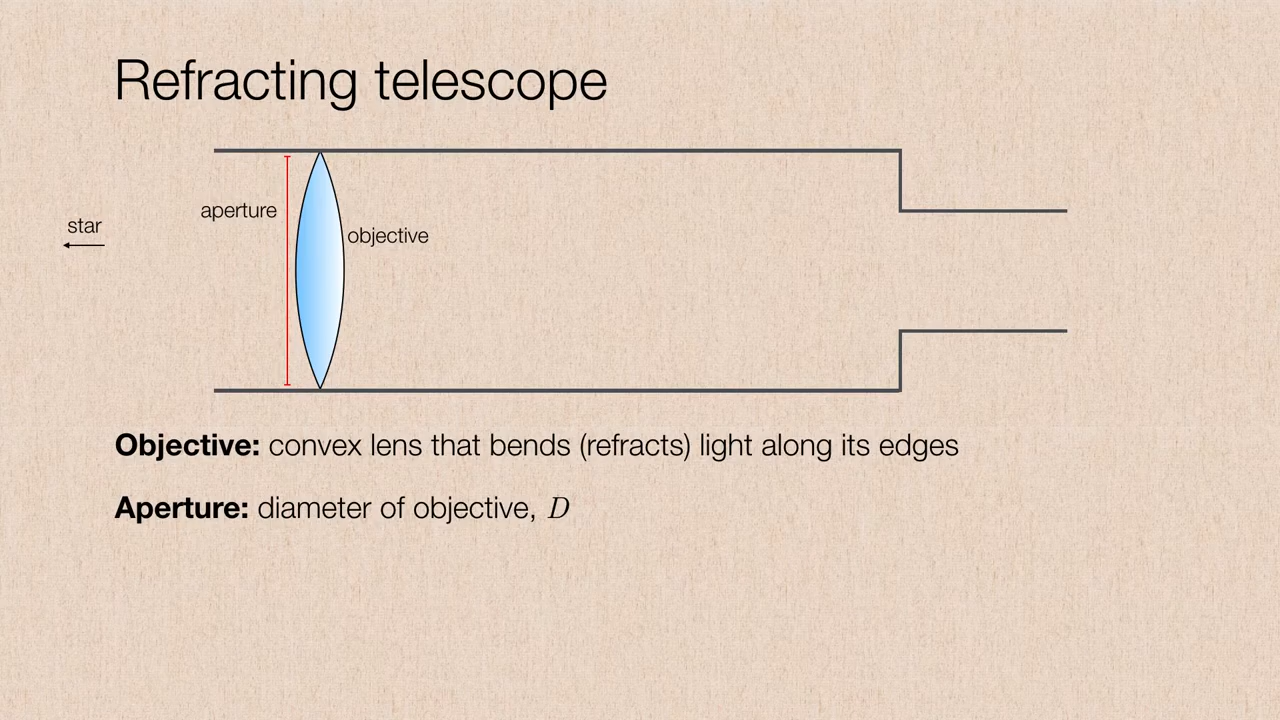 Refracting telescope
aperture
star
objective
Objective: convex lens that bends (refracts) light along its edges
Aperture: diameter of objective, D